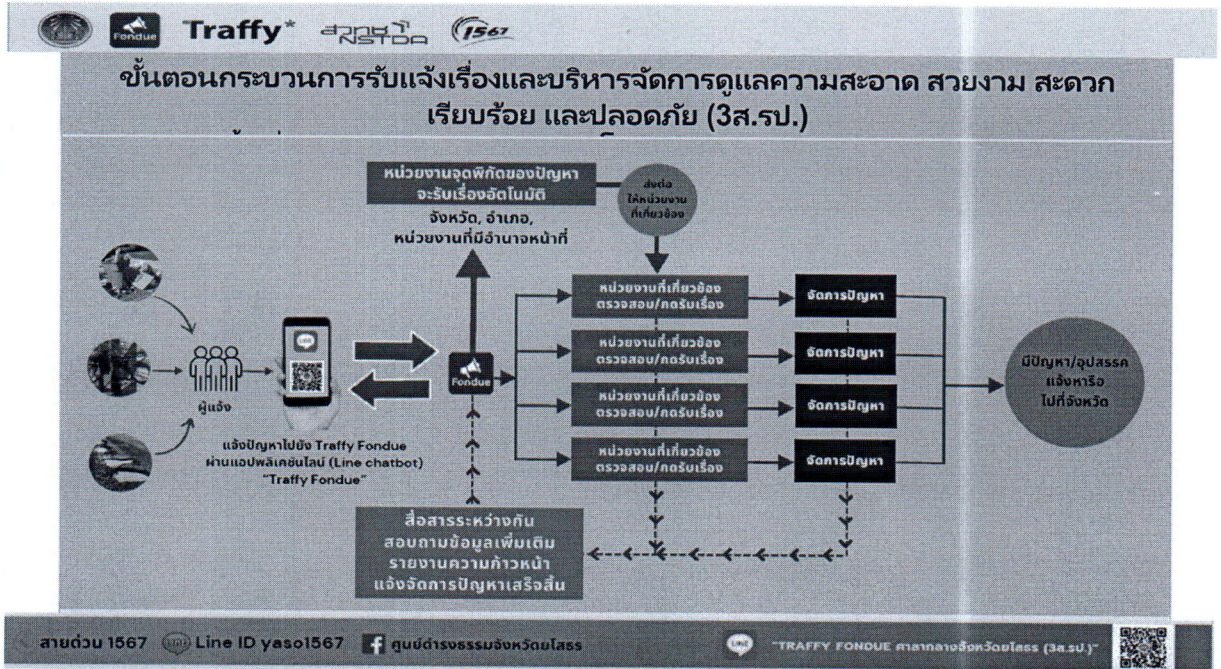 Fondue
Traffy*
สวทช
NSTDA
1567
ขั้นตอนกระบวนการรับแจ้งเรื่องและบริหารจัดการดูแลความสะอาด สวยงาม สะดวก
เรียบร้อย และปลอดภัย (3ส.รป.)
หน่วยงานจุดพิกัดของปัญหา
จะรับเรื่องอัตโนมัติ
จังหวัด, อำเภอ,
หน่วยงานที่มีอำนาจหน้าที่
ส่งต่อ
ให้หน่วยงาน
ที่เกี่ยวข้อง
ผู้แจ้ง
LINE
แจ้งปัญหาไปยัง Traffy Fondue
ผ่านแอปพลิเคชันไลน์ (Line chatbot)
"Traffy Fondue"
Fondue
หน่วยงานที่เกี่ยวข้อง
ตรวจสอบ/กดรับเรื่อง
จัดการปัญหา
หน่วยงานที่เกี่ยวข้อง
ตรวจสอบ/กดรับเรื่อง
จัดการปัญหา
หน่วยงานที่เกี่ยวข้อง
ตรวจสอบ/กดรับเรื่อง
จัดการปัญหา
หน่วยงานที่เกี่ยวข้อง
ตรวจสอบ/กดรับเรื่อง
จัดการปัญหา
มีปัญหา/อุปสรรค
แจ้งหารือ
ไปที่จังหวัด
สื่อสารระหว่างกัน
สอบถามข้อมูลเพิ่มเติม
รายงานความก้าวหน้า
แจ้งจัดการปัญหาเสร็จสิ้น
สายด่วน 1567
LINE
Line ID yaso1567
ศูนย์ดำรงธรรมจังหวัดยโสธร
LINE
"TRAFFY FONDUE ศาลากลางจังหวัดยโสธร (3ส.รป.)"